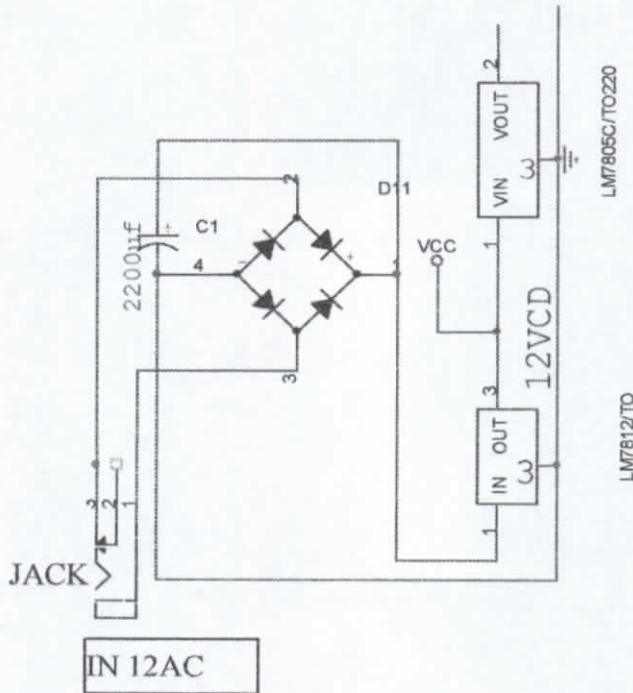 2
VOUT
VIN
3
1
LM7805C/TO220
2
D11
C1
2200uf
+
4
-
+
1
3
VCC
12VCD
3
OUT
IN
3
1
LM7812/TO
3
2
1
JACK
IN 12AC